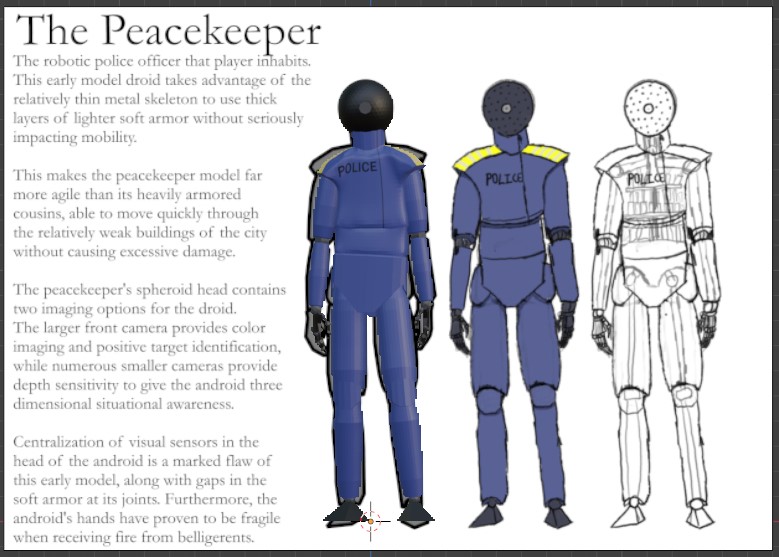 The Peacekeeper
The robotic police officer that player inhabits.
This early model droid takes advantage of the
relatively thin metal skeleton to use thick
layers of lighter soft armor without seriously
impacting mobility.
This makes the peacekeeper model far
more agile than its heavily armored
cousins, able to move quickly through
the relatively weak buildings of the city
without causing excessive damage.
The peacekeeper's spheroid head contains
two imaging options for the droid.
The larger front camera provides color
imaging and positive target identification,
while numerous smaller cameras provide
depth sensitivity to give the android three
dimensional situational awareness.
Centralization of visual sensors in the
head of the android is a marked flaw of
this early model, along with gaps in the
soft armor at its joints. Furthermore, the
android's hands have proven to be fragile
when receiving fire from belligerents.
POLICE
POLICE
POLICE